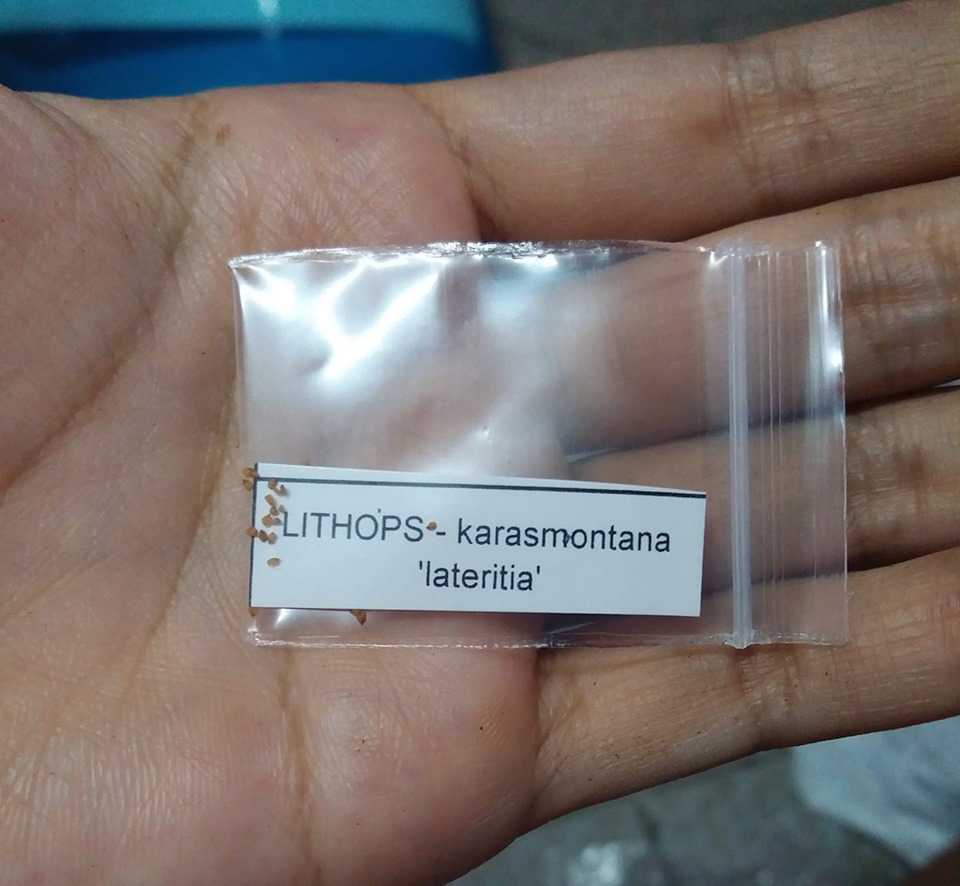 LITHOPS - karasmontana
'lateritia'